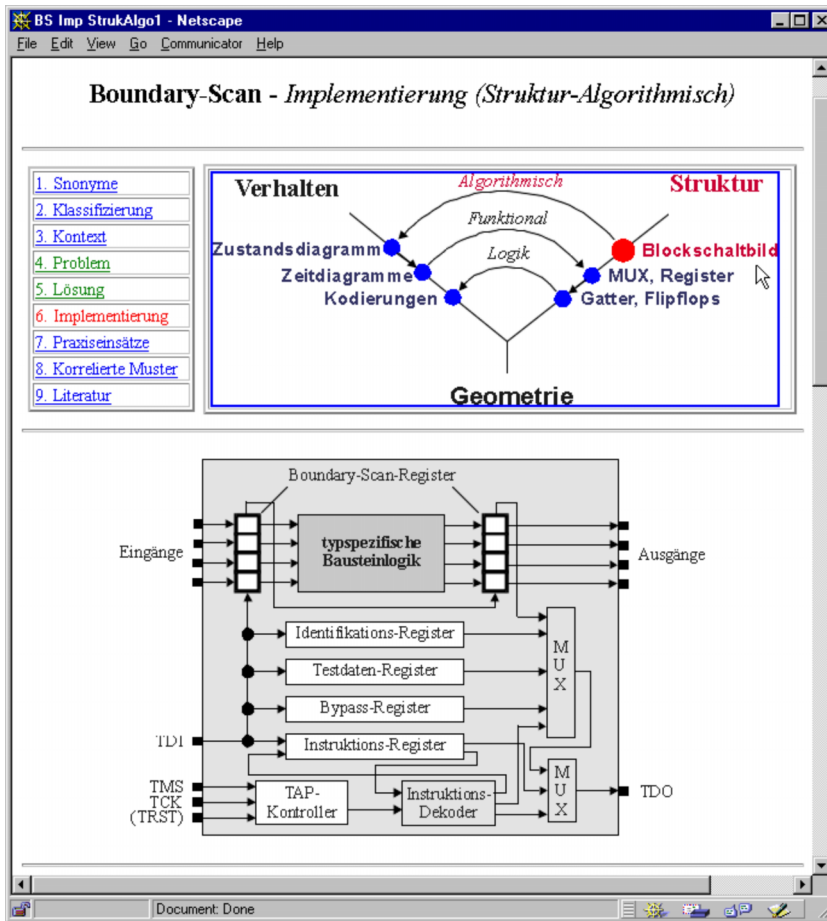 BS Imp StrukAlgo1 - Netscape
File Edit View Go Communicator Help
Boundary-Scan - Implementierung (Struktur-Algorithmisch)
1. Snonyme
2. Klassifizierung
3. Kontext
4. Problem
5. Lösung
6. Implementierung
7. Praxiseinsätze
8. Korrelierte Muster
9. Literatur
Verhalten
Algorithmisch
Struktur
Funktional
Zustandsdiagramm
Logik
Blockschaltbild
Zeitdiagramme
MUX, Register
Kodierungen
Gatter, Flipflops
Geometrie
Boundary-Scan-Register
Eingänge
typspezifische
Bausteinlogik
Ausgänge
Identifikations-Register
Testdaten-Register
Bypass-Register
MUX
TDI
Instruktions-Register
TMS
TCK
(TRST)
TAP-
Kontroller
Instruktions-
Dekoder
MUX
TDO
Document: Done